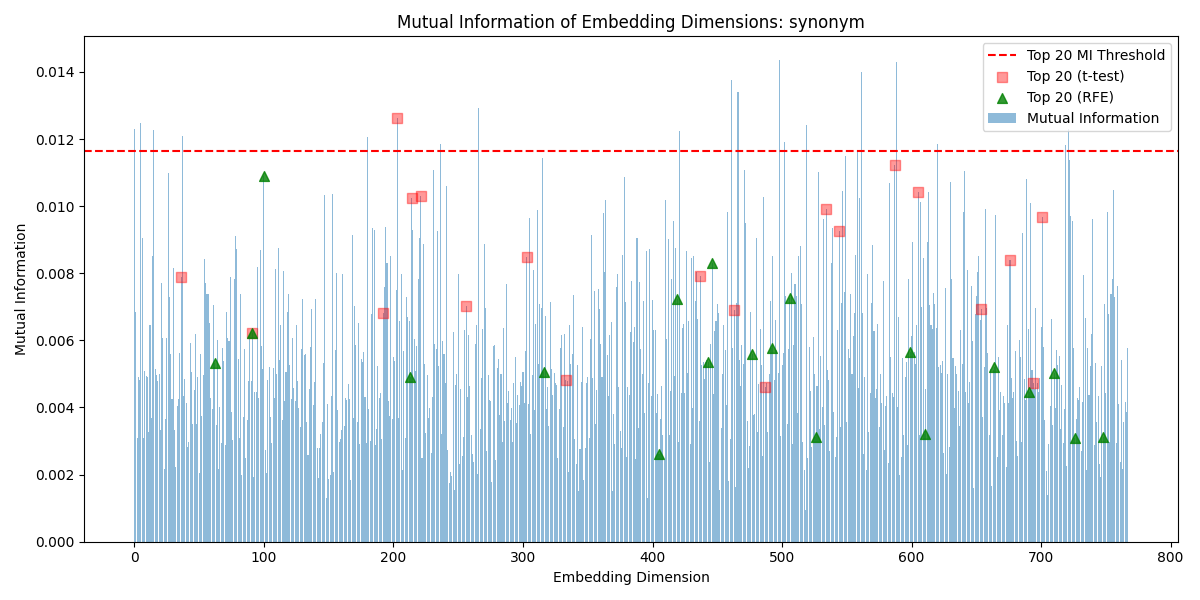 Mutual Information of Embedding Dimensions: synonym
Top 20 MI Threshold
Top 20 (t-test)
Top 20 (RFE)
Mutual Information
0.014
0.012
0.010
0.008
0.006
0.004
0.002
0.000
Mutual Information
0 100 200 300 400 500 600 700 800
Embedding Dimension